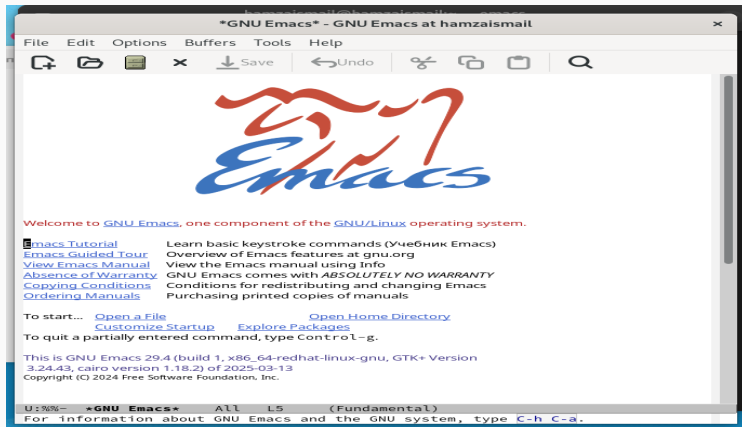 *GNU Emacs* - GNU Emacs at hamzaismail ×
File Edit Options Buffers Tools Help
Save Undo
Emacs
Welcome to GNU Emacs, one component of the GNU/Linux operating system.
Emacs Tutorial Learn basic keystroke commands (Учебник Emacs)
Emacs Guided Tour Overview of Emacs features at gnu.org
View Emacs Manual View the Emacs manual using Info
Absence of Warranty GNU Emacs comes with ABSOLUTELY NO WARRANTY
Copying Conditions Conditions for redistributing and changing Emacs
Ordering Manuals Purchasing printed copies of manuals
To start... Open a File Open Home Directory
Customize Startup Explore Packages
To quit a partially entered command, type Control-g.
This is GNU Emacs 29.4 (build 1, x86_64-redhat-linux-gnu, GTK+ Version
3.24.43, cairo version 1.18.2) of 2025-03-13
Copyright (C) 2024 Free Software Foundation, Inc.
U:%%- *GNU Emacs* All L5 (Fundamental)
For information about GNU Emacs and the GNU system, type C-h C-a.